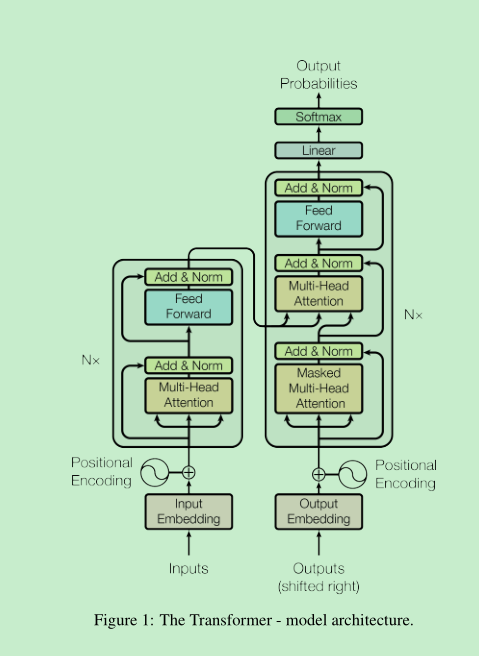 Output
Probabilities
Softmax
Linear
Add & Norm
Feed
Forward
Add & Norm
Multi-Head
Attention
Add & Norm
Masked
Multi-Head
Attention
N×
Add & Norm
Feed
Forward
Add & Norm
Multi-Head
Attention
N×
Positional
Encoding
Positional
Encoding
Input
Embedding
Output
Embedding
Inputs
Outputs
(shifted right)
Figure 1: The Transformer - model architecture.